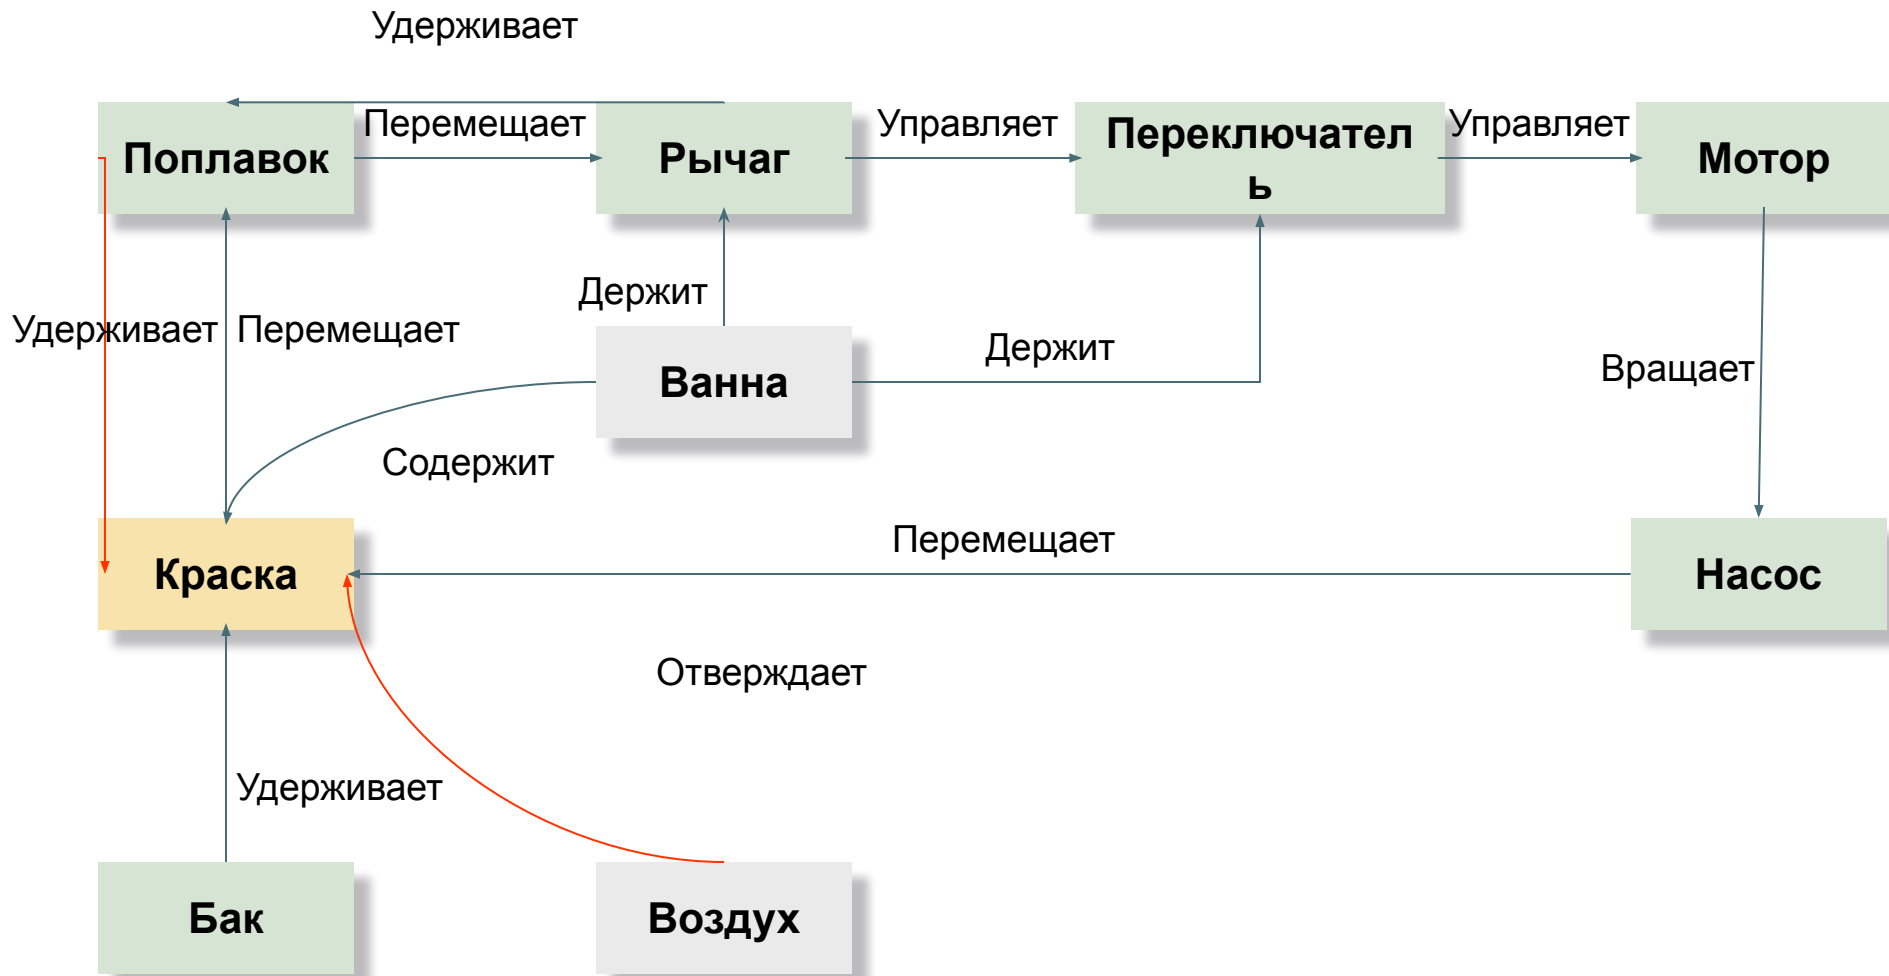 Удерживает
Перемещает
Управляет
Управляет
Поплавок
Рычаг
Переключател
ь
Мотор
Держит
Удерживает
Перемещает
Держит
Вращает
Ванна
Содержит
Перемещает
Краска
Насос
Отверждает
Удерживает
Бак
Воздух